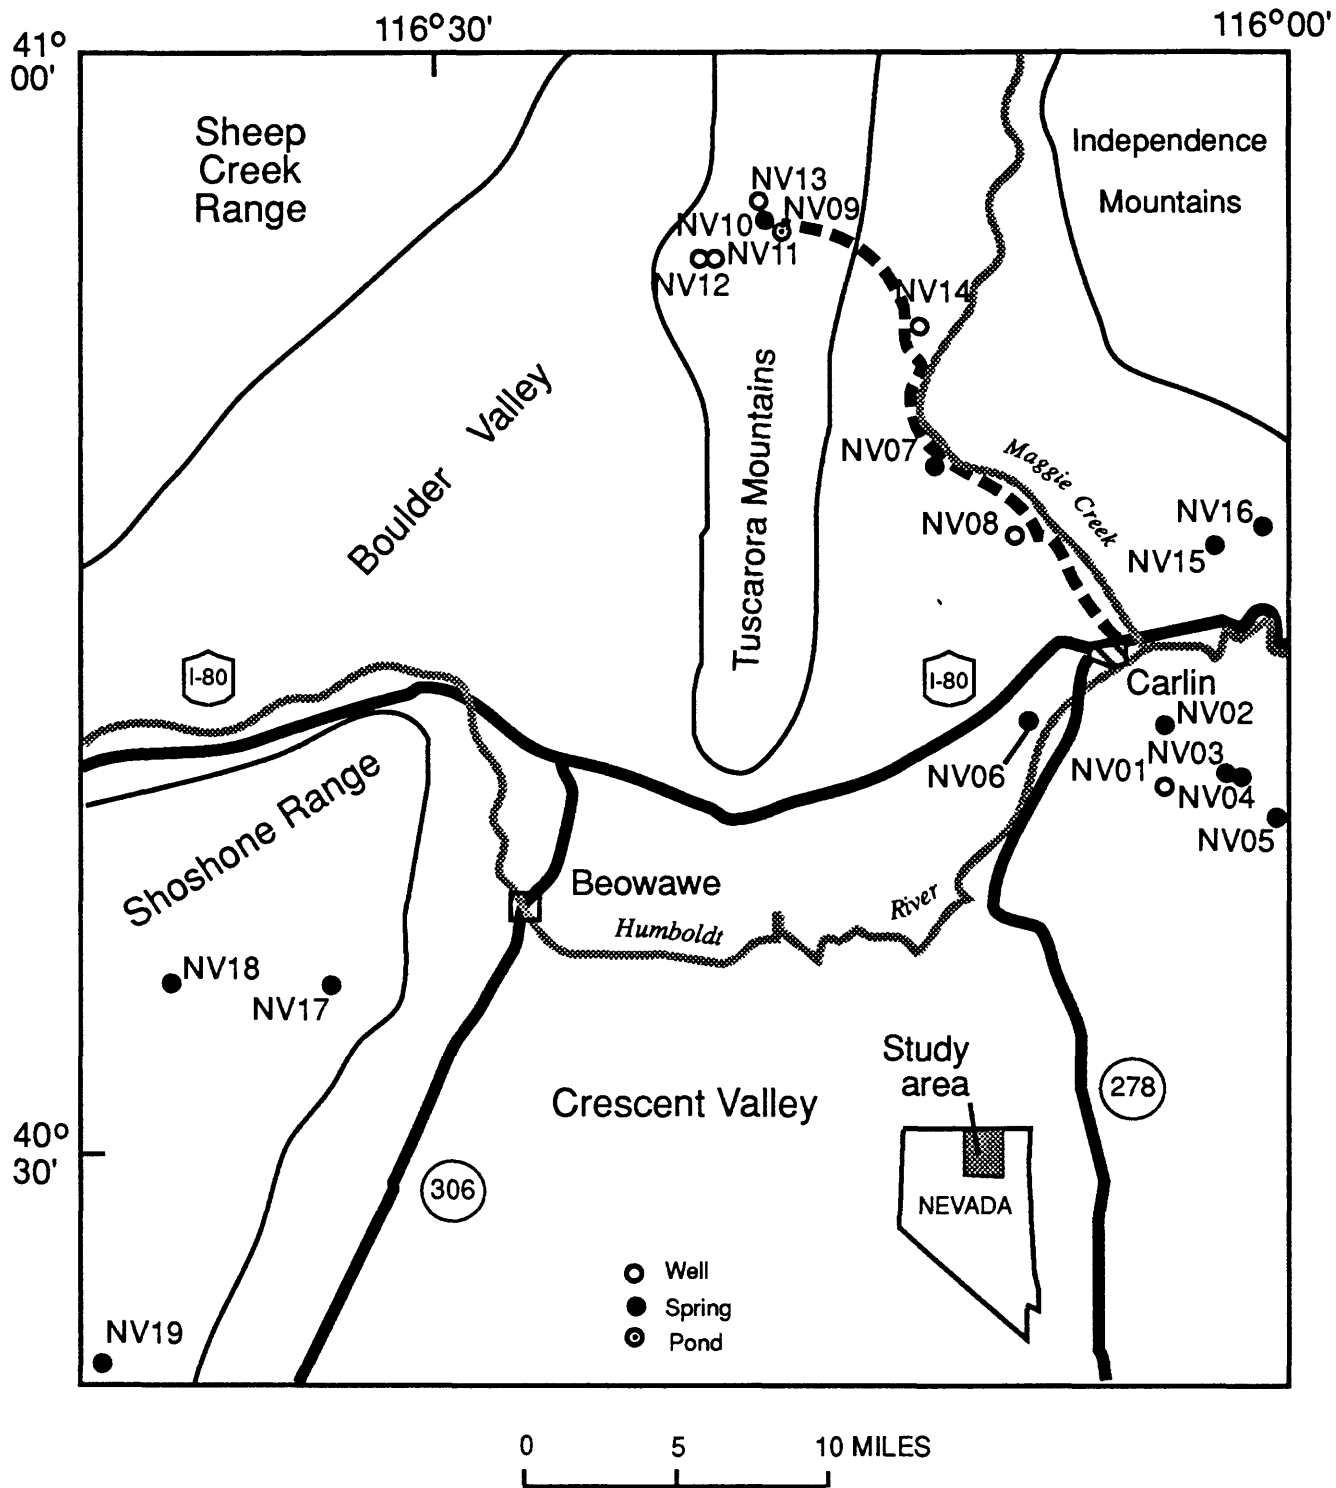 116°30'
116°00'
41°
00'
Sheep
Creek
Range
Independence
Mountains
NV13
NV09
NV10
NV11
NV12
NV14
Boulder Valley
Tuscarora Mountains
NV07
Maggie Creek
NV08
NV16
NV15
I-80
I-80
Carlin
NV02
NV03
NV01
NV04
NV05
NV06
Shoshone Range
Beowawe
Humboldt River
NV18
NV17
Study
area
278
Crescent Valley
40°
30'
306
NEVADA
Well
Spring
Pond
NV19
0 5 10 MILES